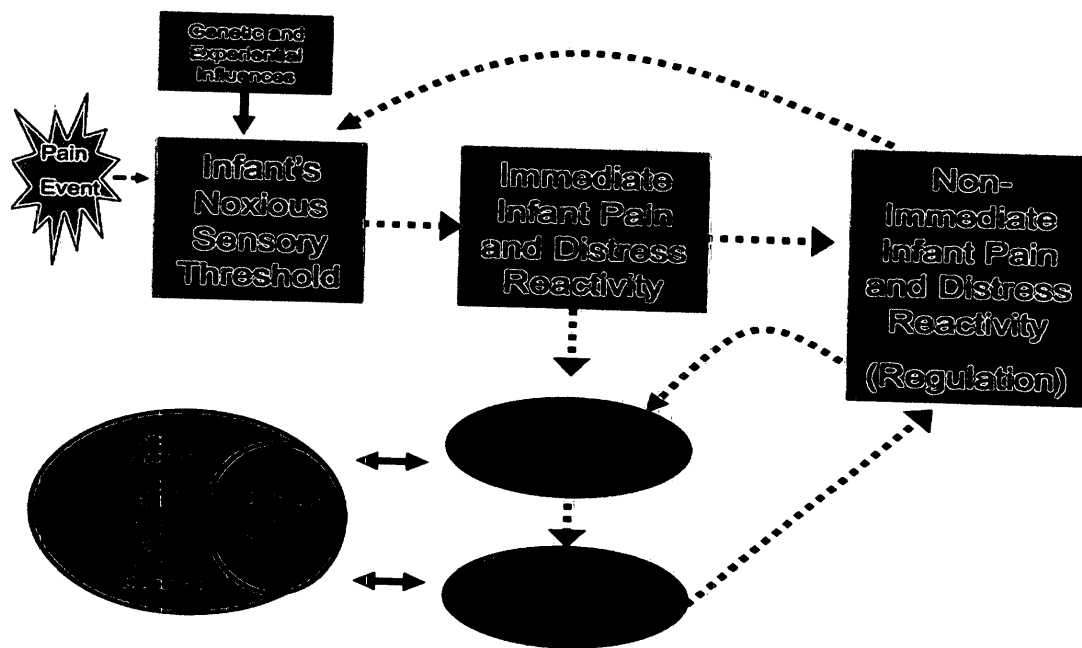 Genetic and
Experiential
Influences
Pain
Event
Infant's
Noxious
Sensory
Threshold
Immediate
Infant Pain
and Distress
Reactivity
Non-
Immediate
Infant Pain
and Distress
Reactivity
(Regulation)